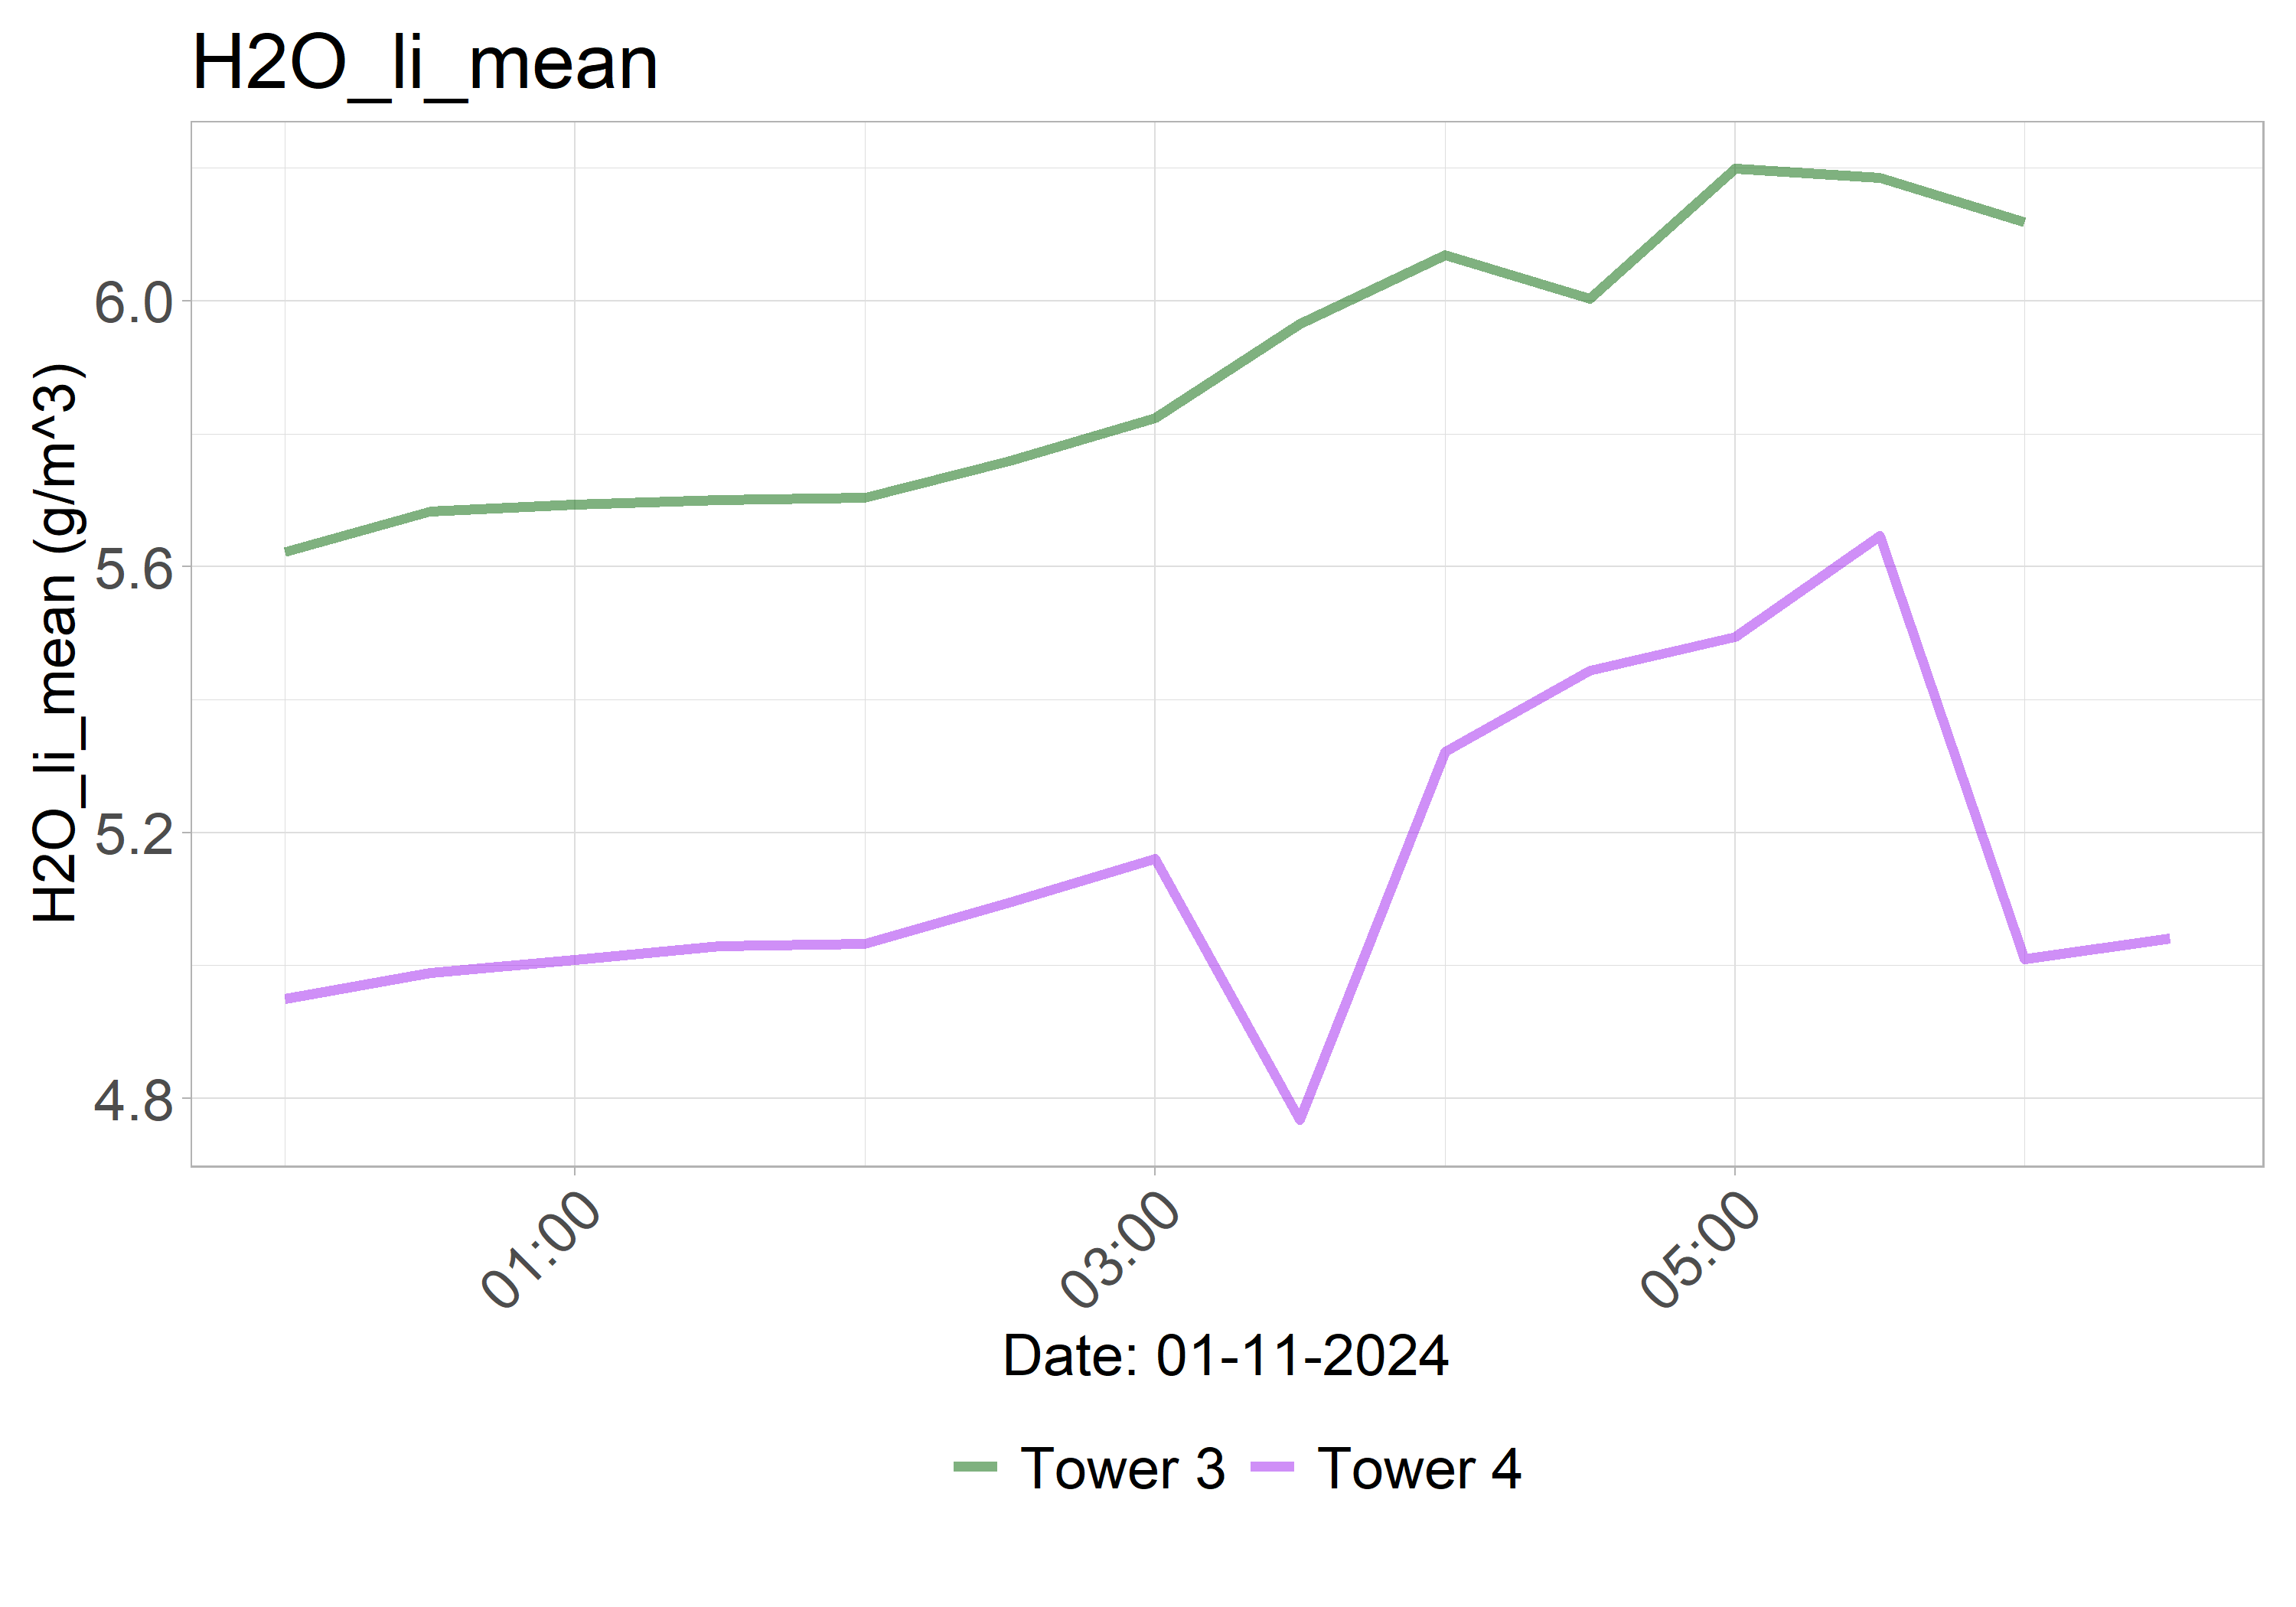 H2O_li_mean
H2O_li_mean (g/m^3)
6.0
5.6
5.2
4.8
01:00
03:00
05:00
Date: 01-11-2024
Tower 3
Tower 4